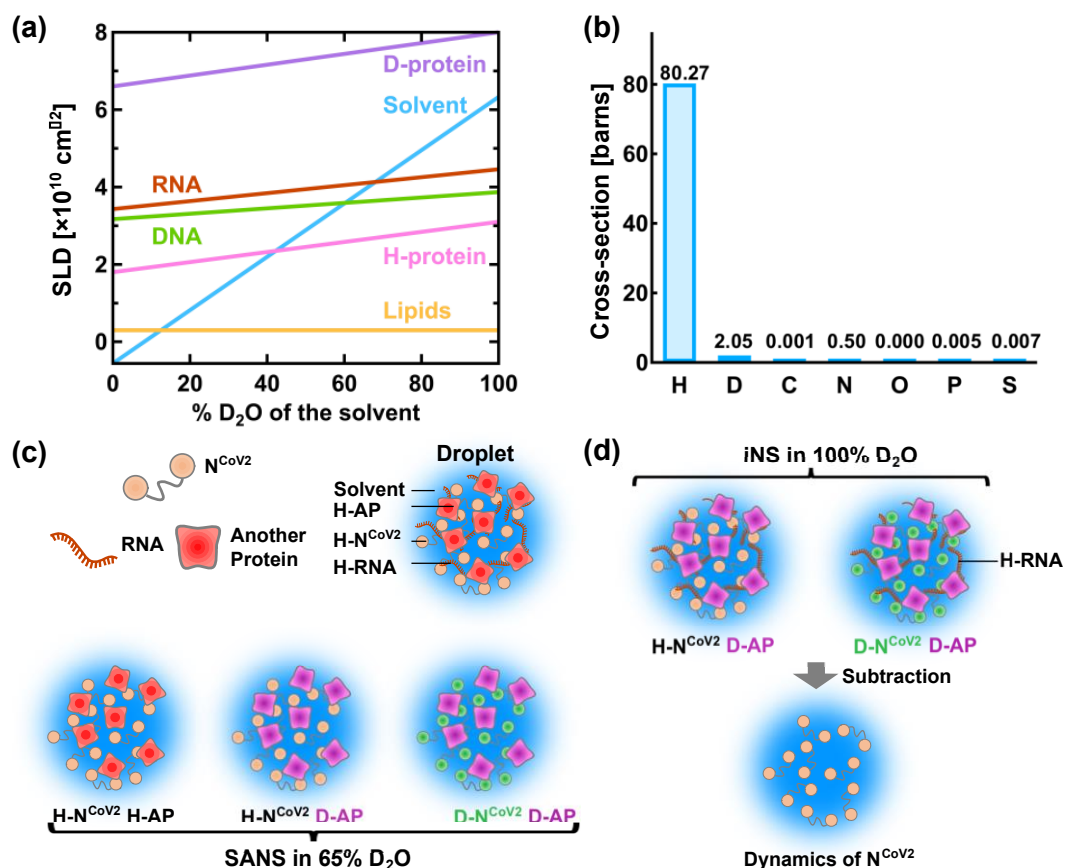 (a)
8
6
4
2
0
SLD [×10¹⁰ cm▯2]
D-protein
Solvent
RNA
DNA
H-protein
Lipids
0 20 40 60 80 100
% D₂O of the solvent
(b)
80
60
40
20
0
Cross-section [barns]
80.27
2.05 0.001 0.50 0.000 0.005 0.007
H D C N O P S
(c)
N^CoV2
RNA
Another
Protein
Droplet
Solvent
H-AP
H-N^CoV2
H-RNA
H-N^CoV2 H-AP
H-N^CoV2 D-AP
D-N^CoV2 D-AP
SANS in 65% D₂O
(d)
iNS in 100% D₂O
H-RNA
H-N^CoV2 D-AP
D-N^CoV2 D-AP
Subtraction
Dynamics of N^CoV2